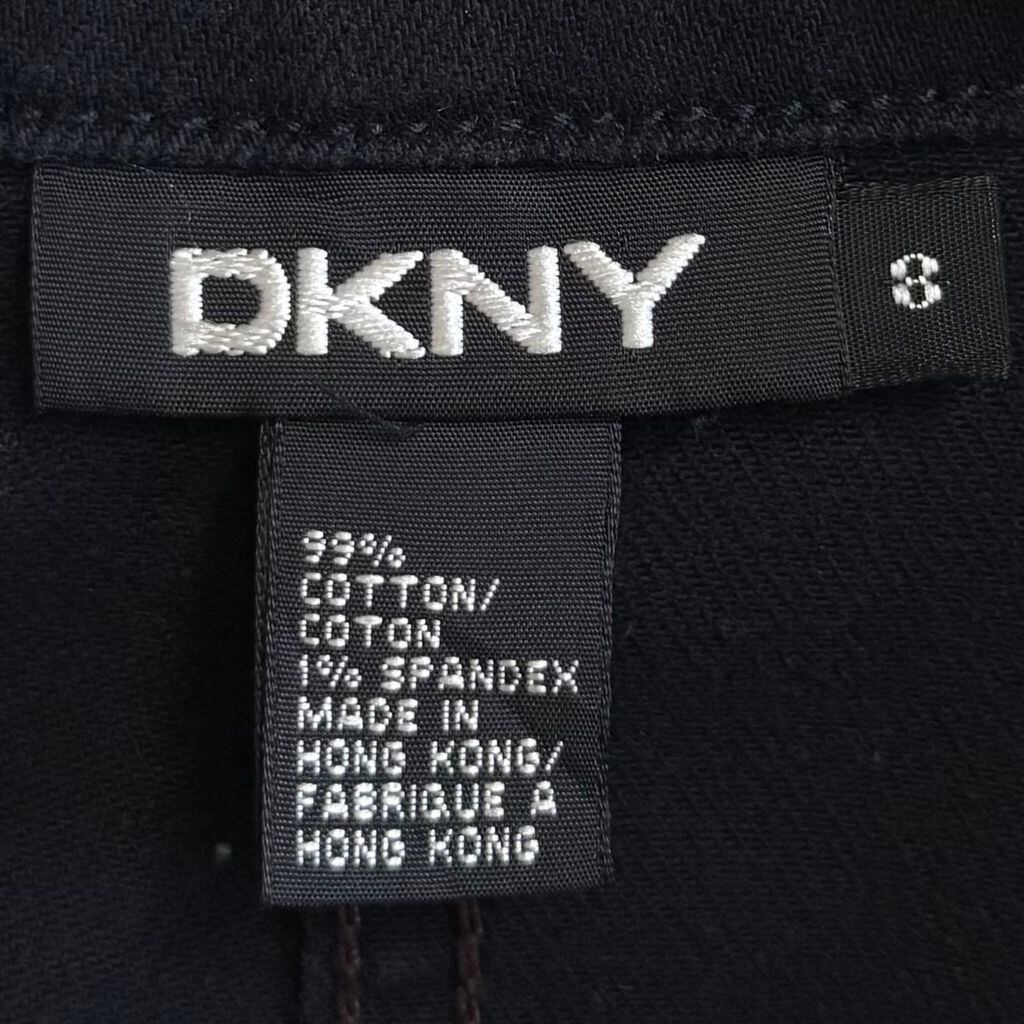 DKNY
8
99%
COTTON/
COTON
1% SPANDEX
MADE IN
HONG KONG/
FABRIQUE A
HONG KONG